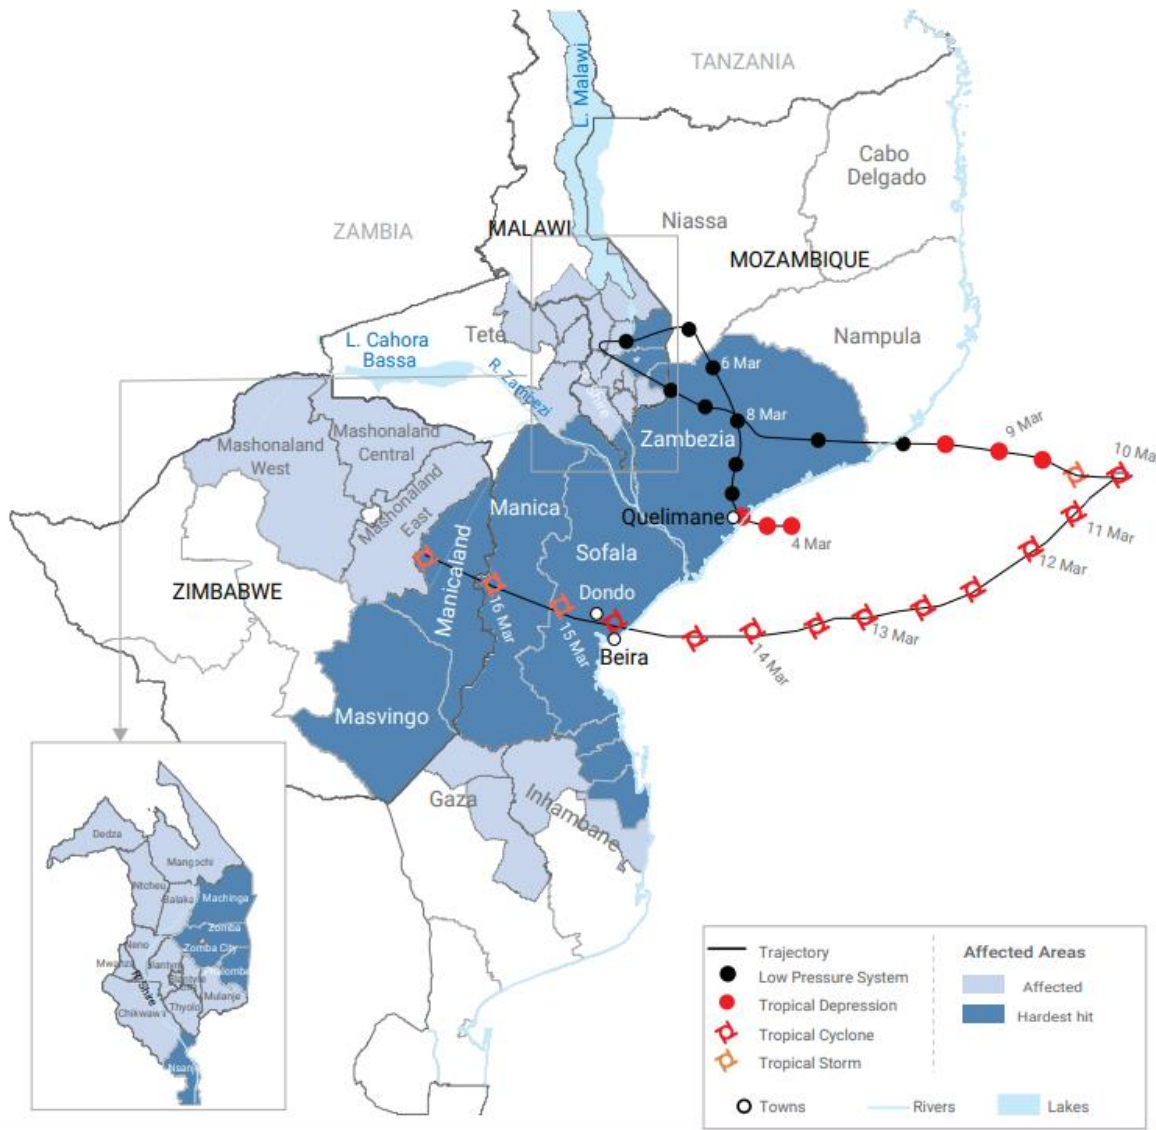 TANZANIA
L. Malawi
Cabo
Delgado
Niassa
ZAMBIA
MALAWI
MOZAMBIQUE
Nampula
Tete
L. Cahora
Bassa
R. Zambezi
Shire
6 Mar
8 Mar
9 Mar
10 Ma
11 Mar
12 Mar
13 Mar
14 Mar
15 Mar
16 Mar
4 Mar
Zambezia
Mashonaland
West
Mashonaland
Central
Mashonaland
East
Manica
Quelimane
Sofala
Manicaland
Dondo
ZIMBABWE
Beira
Masvingo
Gaza
Inhambane
Dedza
Mangochi
Ntcheu
Balaka
Machinga
Zomba
Zomba City
Neno
Mwanza
Blantyre
Blantyre
Phalombe
R. Shire
Mulanje
Chikwawa
Thyolo
Nsanje
Trajectory
Low Pressure System
Tropical Depression
Tropical Cyclone
Tropical Storm
Towns
Rivers
Lakes
Affected Areas
Affected
Hardest hit